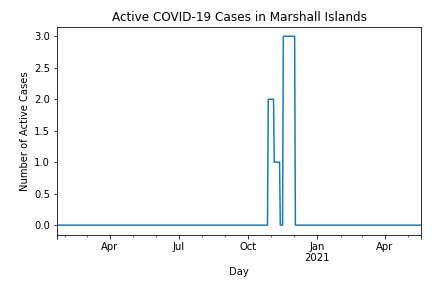 Active COVID-19 Cases in Marshall Islands
Number of Active Cases
3.0
2.5
2.0
1.5
1.0
0.5
0.0
Apr Jul Oct Jan Apr
2021
Day